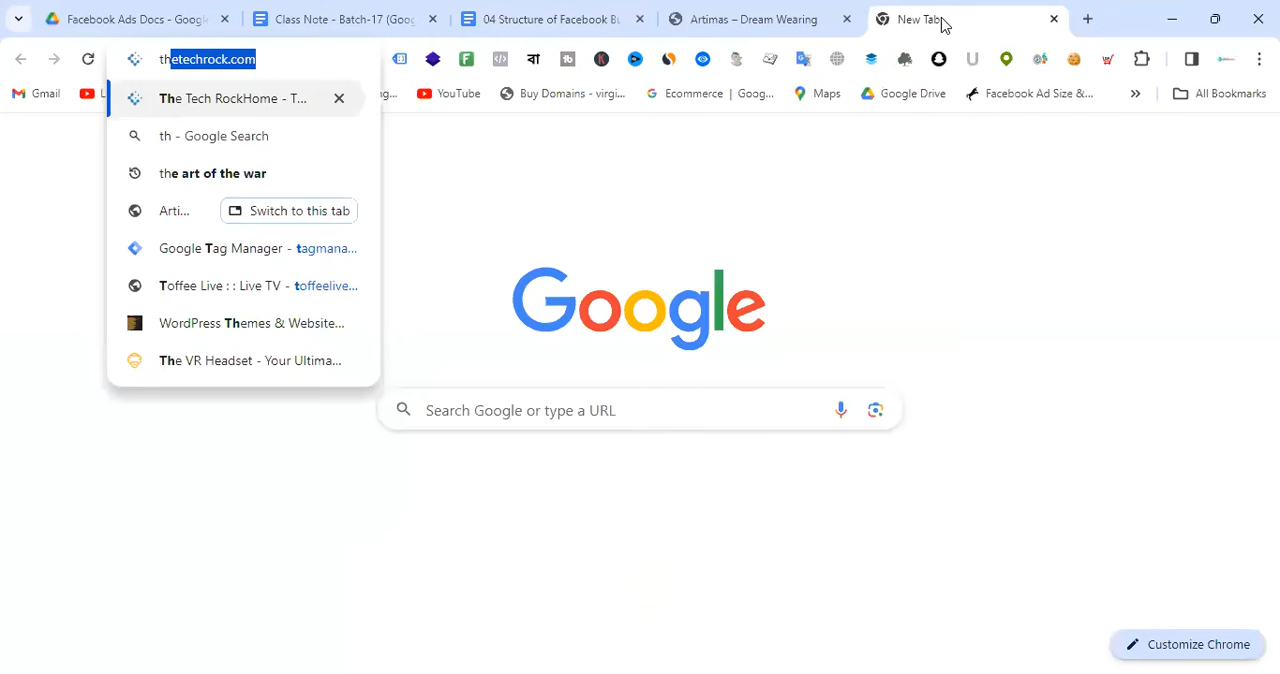 Facebook Ads Docs - Google
Class Note - Batch-17 (Goog
04 Structure of Facebook Bu
Artimas – Dream Wearing
New Tab
thetechrock.com
Gmail
YouTube
Buy Domains - virgi...
Ecommerce | Goog...
Maps
Google Drive
Facebook Ad Size &...
All Bookmarks
The Tech RockHome - T...
th - Google Search
the art of the war
Arti...
Switch to this tab
Google Tag Manager - tagmana...
Toffee Live : : Live TV - toffeelive...
WordPress Themes & Website...
The VR Headset - Your Ultima...
Google
Search Google or type a URL
Customize Chrome